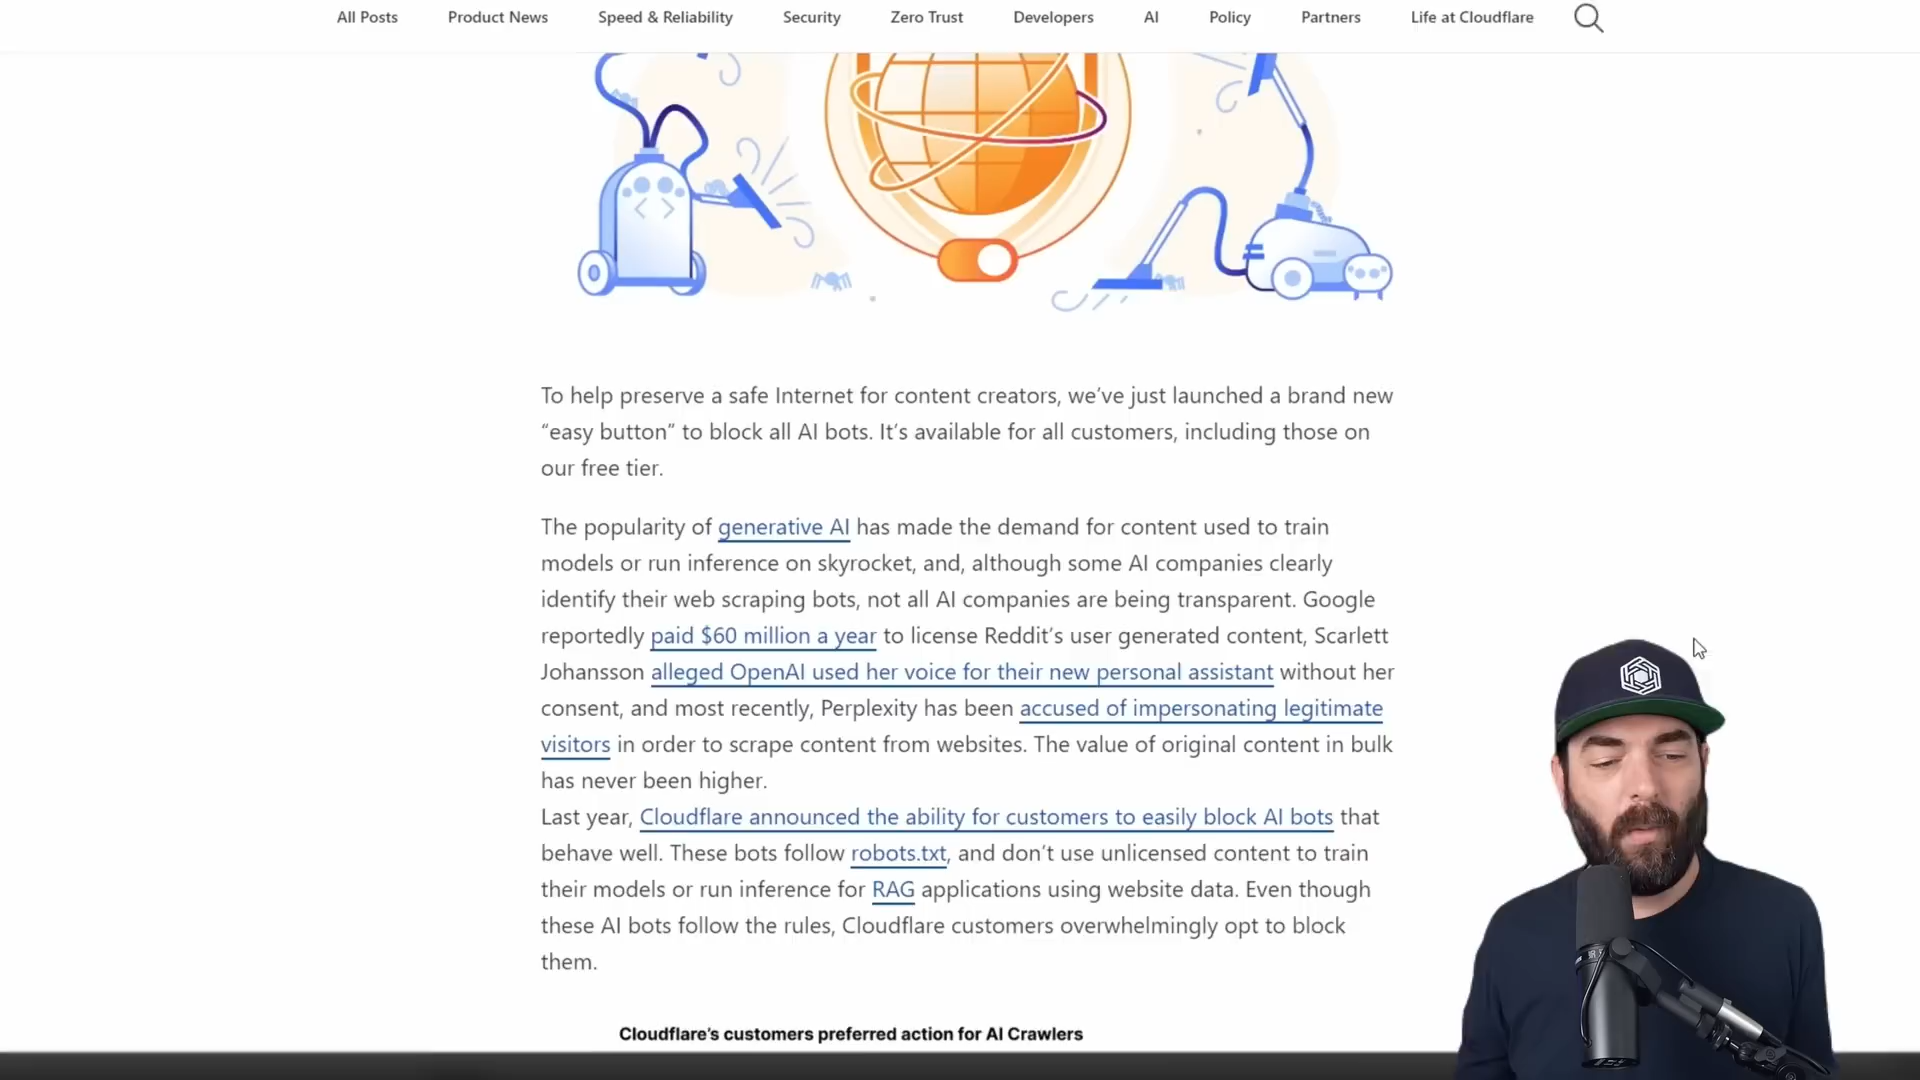 All Posts Product News Speed & Reliability Security Zero Trust Developers AI Policy Partners Life at Cloudflare
To help preserve a safe Internet for content creators, we’ve just launched a brand new
“easy button” to block all AI bots. It’s available for all customers, including those on
our free tier.
The popularity of generative AI has made the demand for content used to train
models or run inference on skyrocket, and, although some AI companies clearly
identify their web scraping bots, not all AI companies are being transparent. Google
reportedly paid $60 million a year to license Reddit’s user generated content, Scarlett
Johansson alleged OpenAI used her voice for their new personal assistant without her
consent, and most recently, Perplexity has been accused of impersonating legitimate
visitors in order to scrape content from websites. The value of original content in bulk
has never been higher.
Last year, Cloudflare announced the ability for customers to easily block AI bots that
behave well. These bots follow robots.txt, and don’t use unlicensed content to train
their models or run inference for RAG applications using website data. Even though
these AI bots follow the rules, Cloudflare customers overwhelmingly opt to block
them.
Cloudflare’s customers preferred action for AI Crawlers